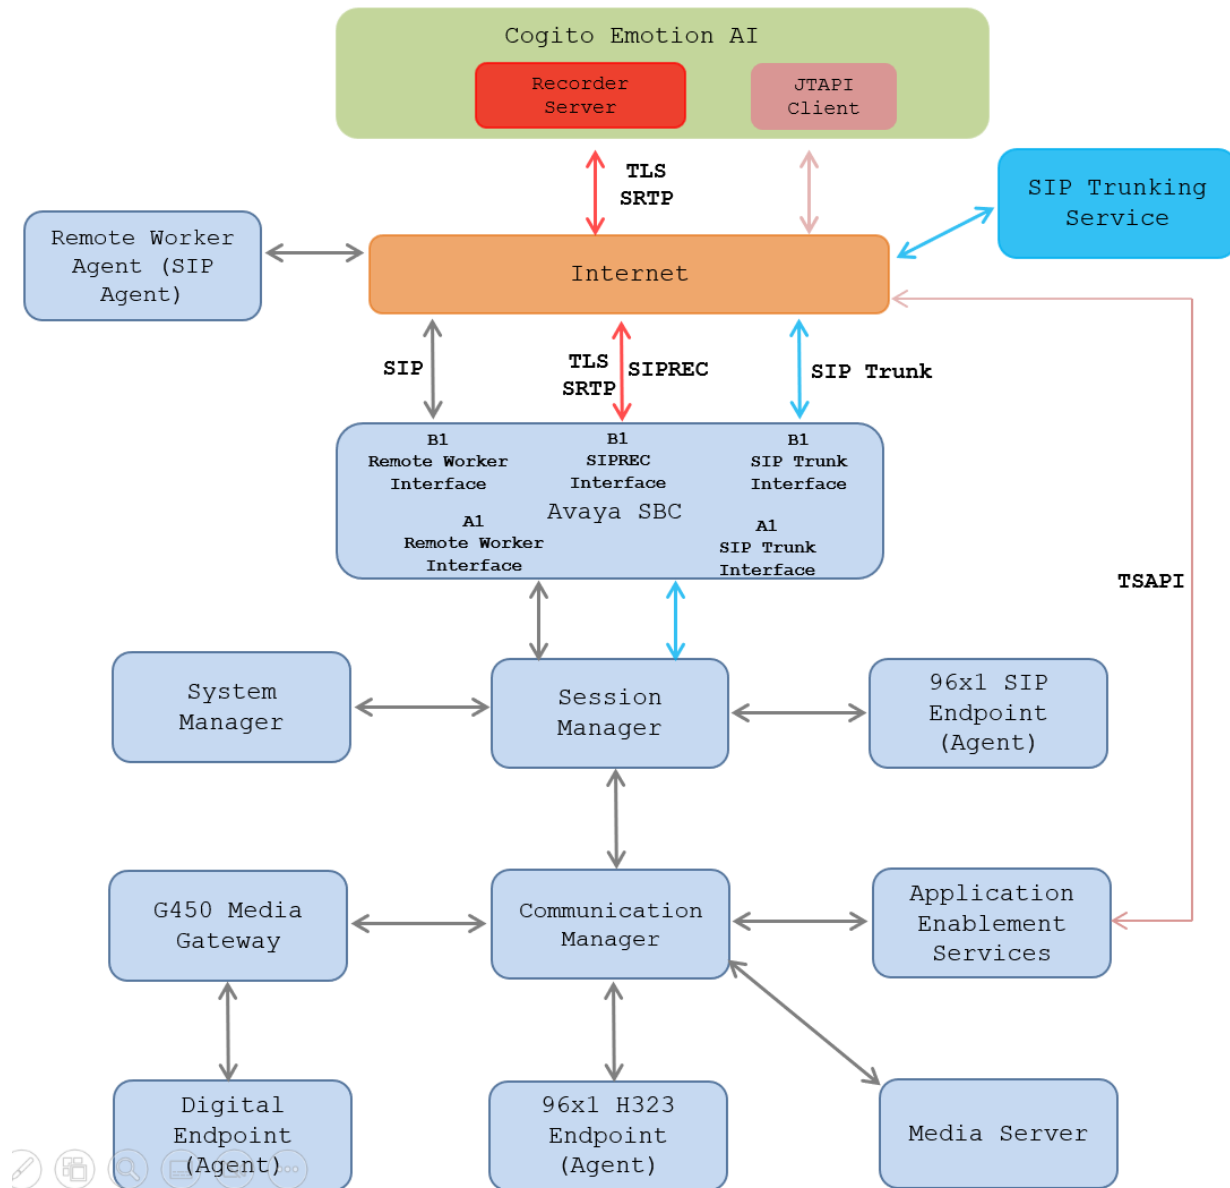 Cogito Emotion AI
Recorder
Server
JTAPI
Client
TLS
SRTP
SIP Trunking
Service
Remote Worker
Agent (SIP
Agent)
Internet
SIP
TLS
SRTP
SIPREC
SIP Trunk
B1
Remote Worker
Interface
B1
SIPREC
Interface
B1
SIP Trunk
Interface
Avaya SBC
A1
Remote Worker
Interface
A1
SIP Trunk
Interface
TSAPI
System
Manager
Session
Manager
96x1 SIP
Endpoint
(Agent)
G450 Media
Gateway
Communication
Manager
Application
Enablement
Services
Digital
Endpoint
(Agent)
96x1 H323
Endpoint
(Agent)
Media Server